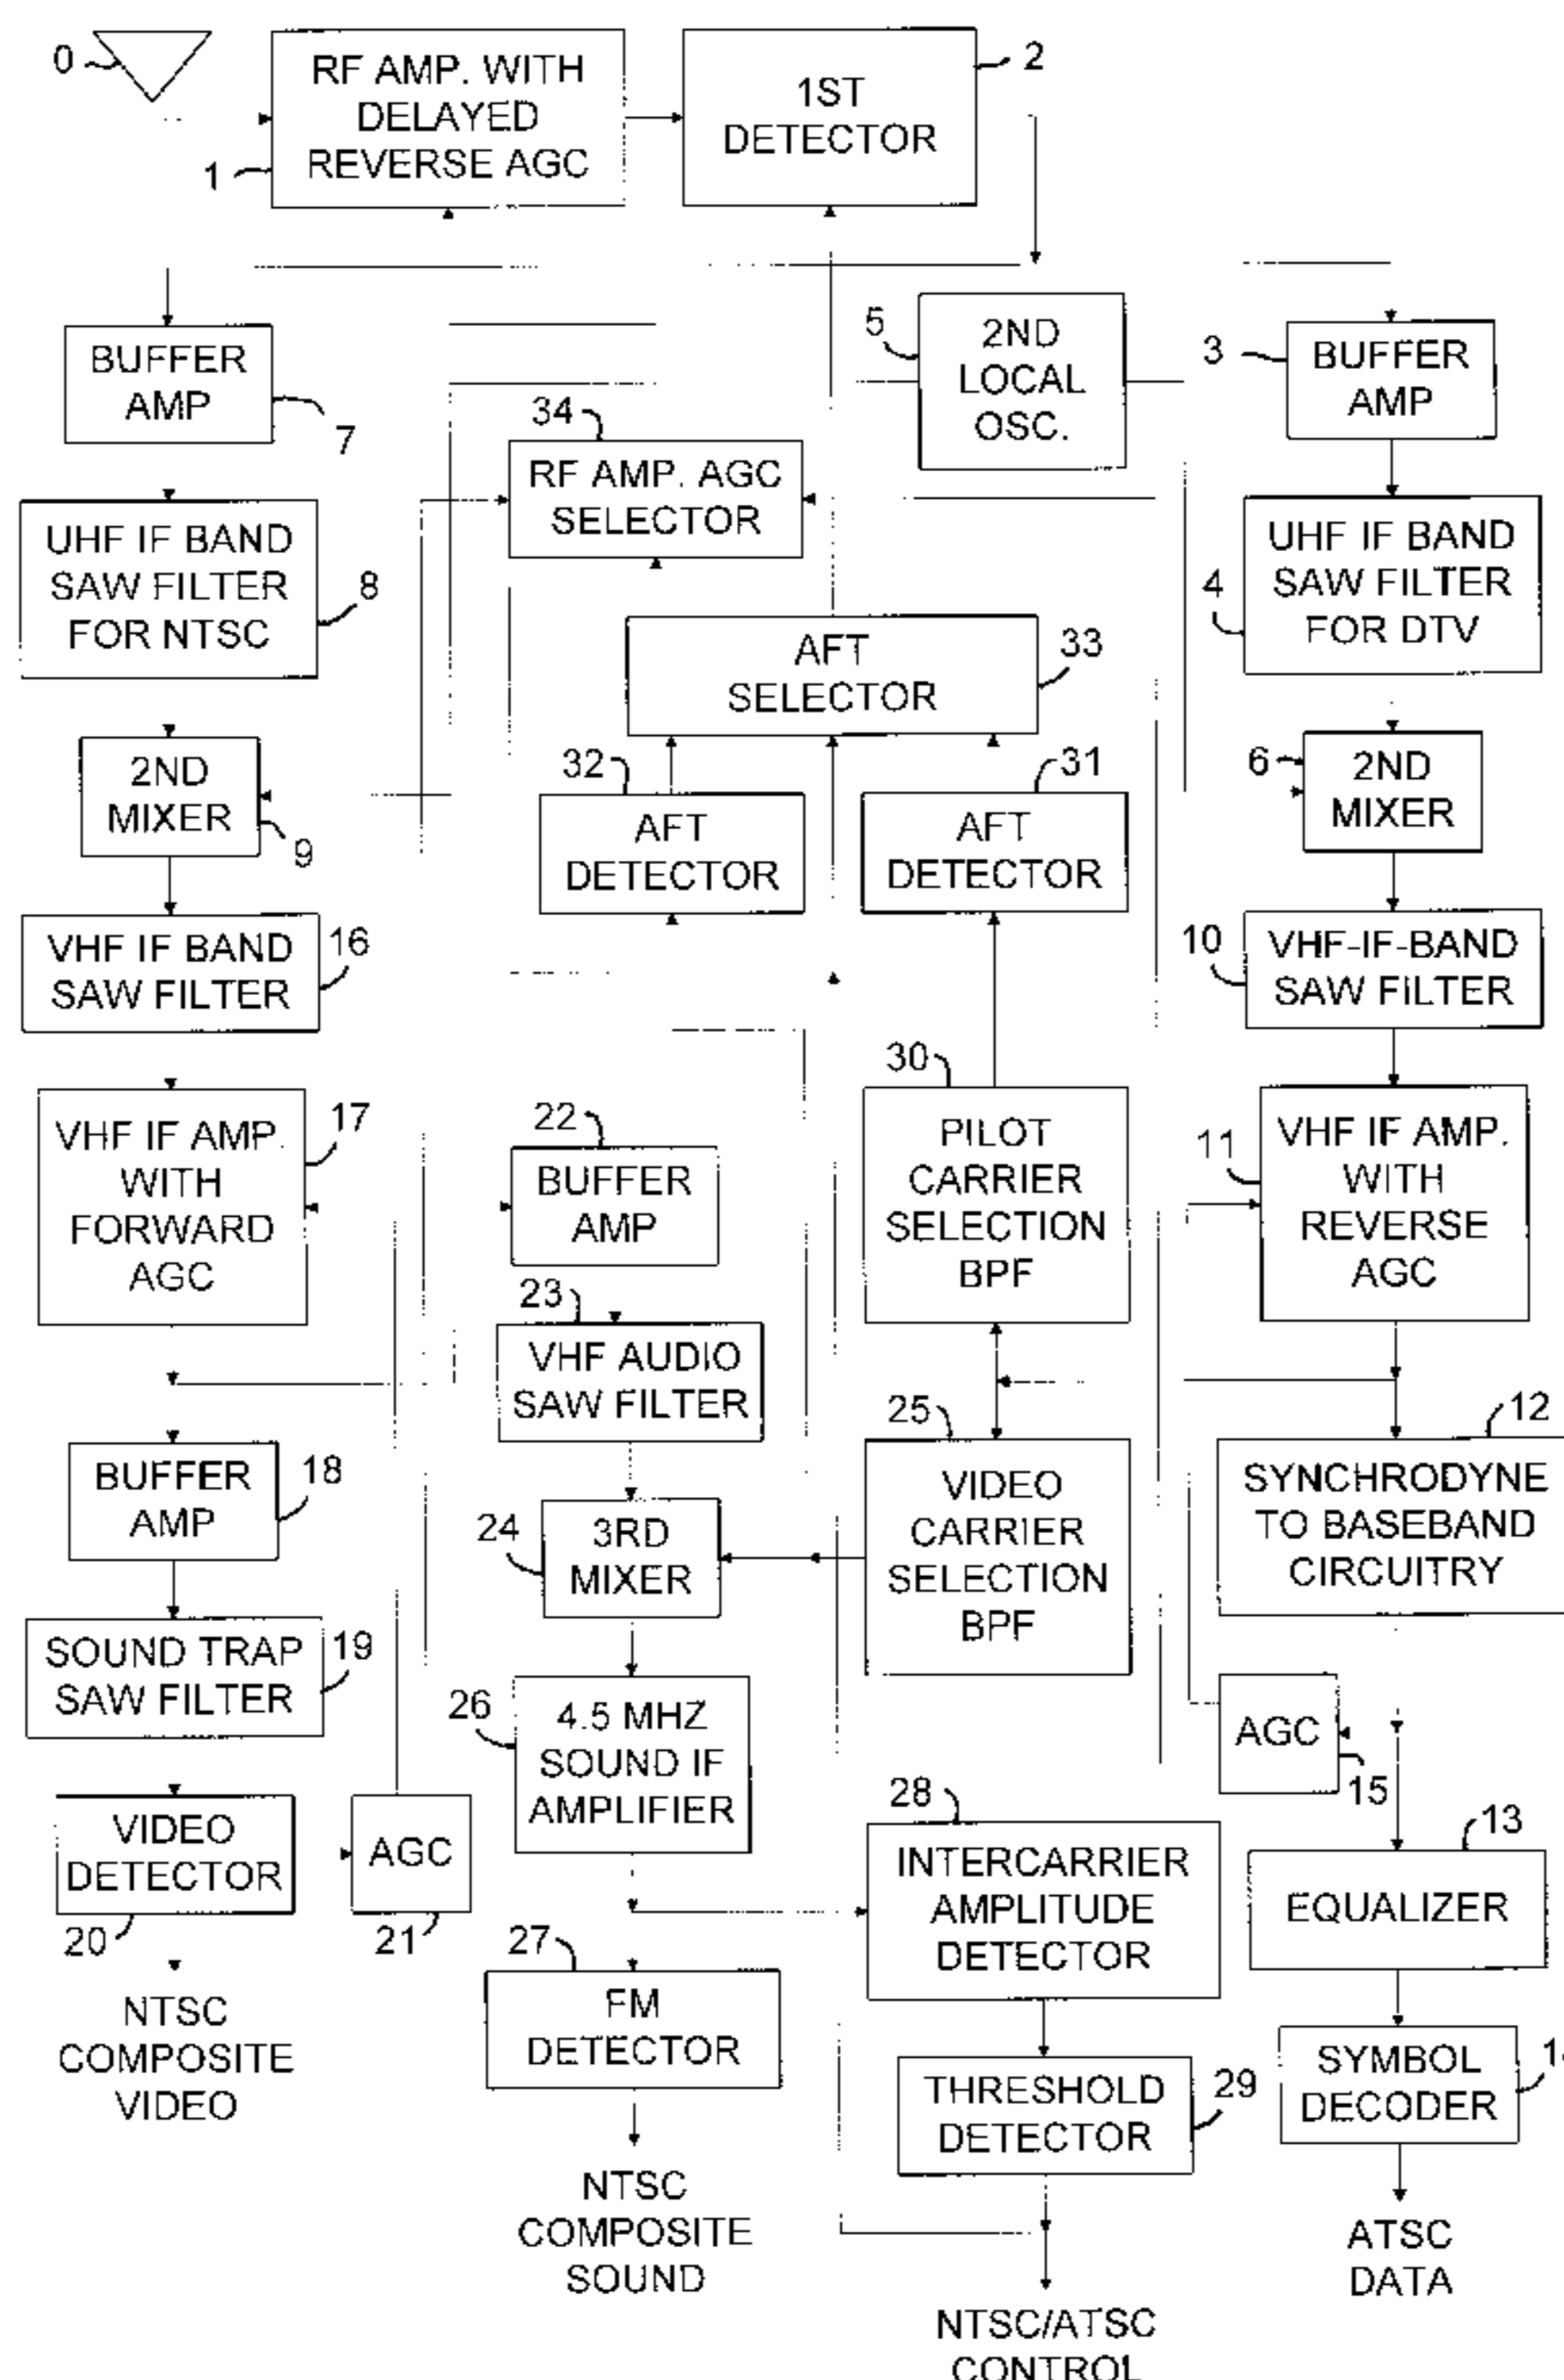 0
RF AMP. WITH
DELAYED
REVERSE AGC
1
1ST
DETECTOR
2
BUFFER
AMP
7
5
2ND
LOCAL
OSC.
3
BUFFER
AMP
34
RF AMP. AGC
SELECTOR
UHF IF BAND
SAW FILTER
FOR NTSC
8
4
UHF IF BAND
SAW FILTER
FOR DTV
AFT
SELECTOR
33
2ND
MIXER
9
32
AFT
DETECTOR
31
AFT
DETECTOR
6
2ND
MIXER
VHF IF BAND
SAW FILTER
16
10
VHF-IF-BAND
SAW FILTER
VHF IF AMP.
WITH
FORWARD
AGC
17
22
BUFFER
AMP
30
PILOT
CARRIER
SELECTION
BPF
11
VHF IF AMP.
WITH
REVERSE
AGC
23
VHF AUDIO
SAW FILTER
BUFFER
AMP
18
24
3RD
MIXER
25
VIDEO
CARRIER
SELECTION
BPF
12
SYNCHRODYNE
TO BASEBAND
CIRCUITRY
SOUND TRAP
SAW FILTER
19
26
4.5 MHZ
SOUND IF
AMPLIFIER
AGC
15
VIDEO
DETECTOR
20
AGC
21
28
INTERCARRIER
AMPLITUDE
DETECTOR
13
EQUALIZER
27
FM
DETECTOR
NTSC
COMPOSITE
VIDEO
THRESHOLD
DETECTOR
29
SYMBOL
DECODER
NTSC
COMPOSITE
SOUND
ATSC
DATA
NTSC/ATSC
CONTROL